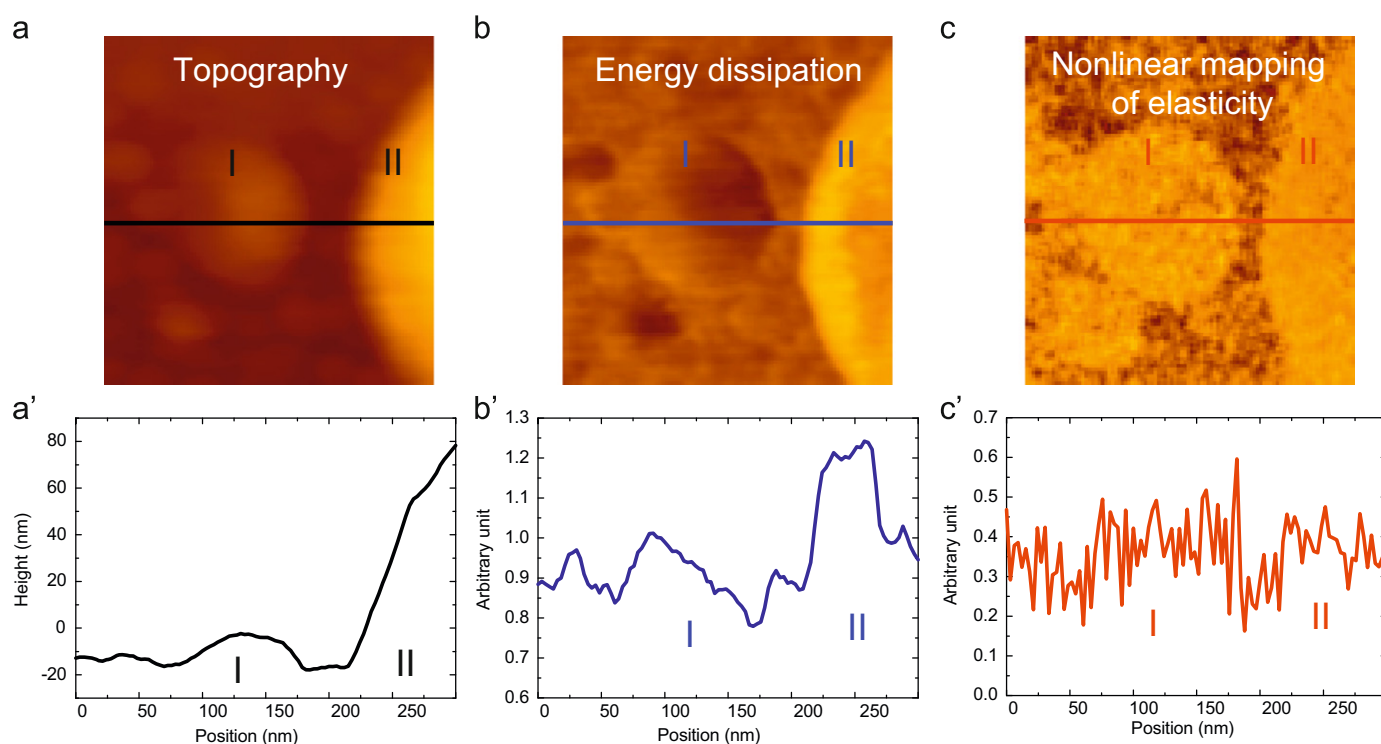 a
b
c
Topography
Energy dissipation
Nonlinear mapping
of elasticity
I
II
I
II
I
II
a’
b’
c’
80
60
40
20
0
-20
Height (nm)
I
II
0
50
100
150
200
250
Position (nm)
1.3
1.2
1.1
1.0
0.9
0.8
0.7
0.6
Arbitrary unit
I
II
0
50
100
150
200
250
Position (nm)
0.7
0.6
0.5
0.4
0.3
0.2
0.1
0.0
Arbitrary unit
I
II
0
50
100
150
200
250
Position (nm)